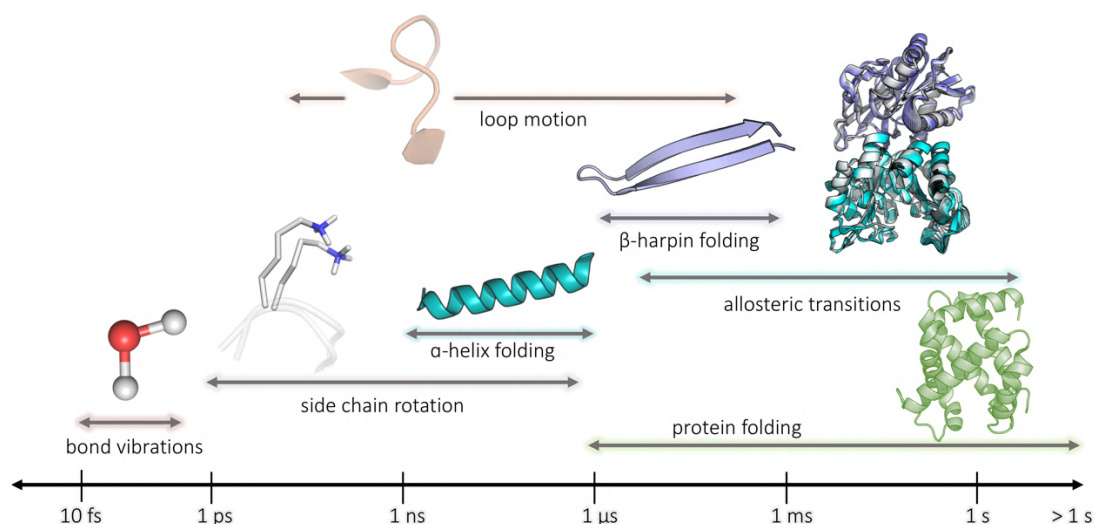 loop motion
β-harpin folding
allosteric transitions
α-helix folding
side chain rotation
protein folding
bond vibrations
10 fs
1 ps
1 ns
1 µs
1 ms
1 s
> 1 s